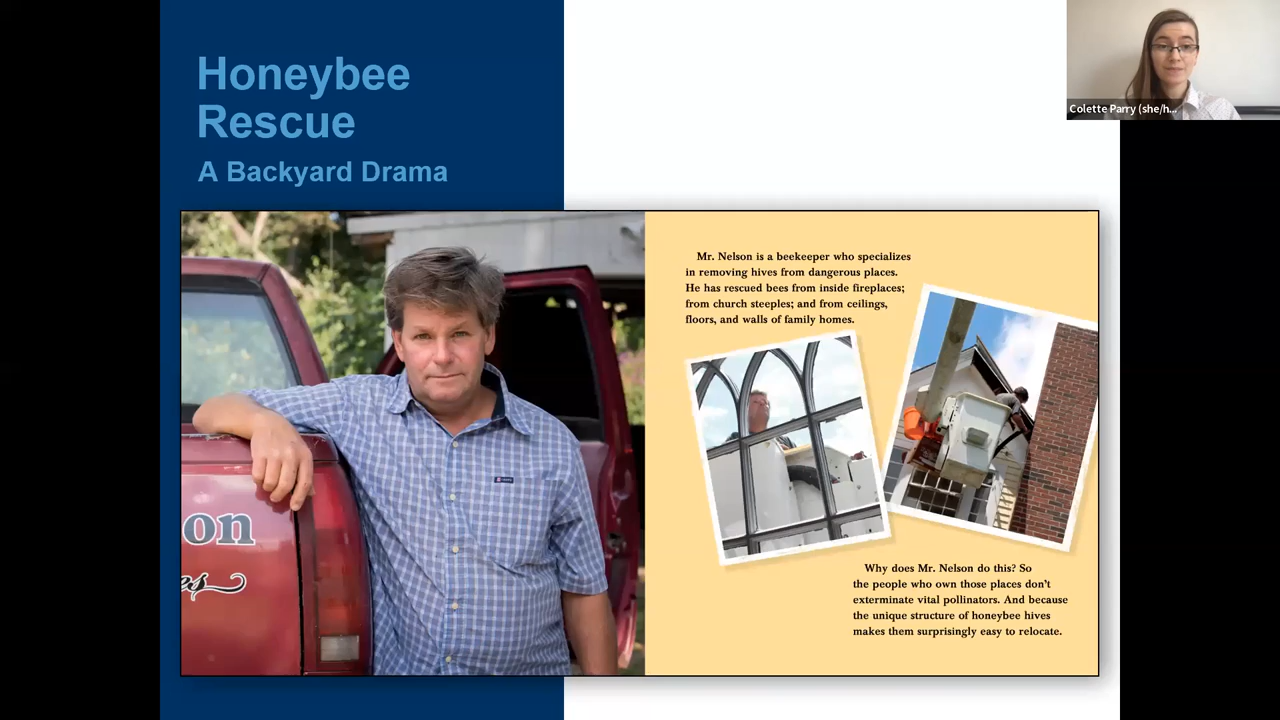 Honeybee
Rescue
A Backyard Drama
Colette Parry (she/h...
Mr. Nelson is a beekeeper who specializes
in removing hives from dangerous places.
He has rescued bees from inside fireplaces;
from church steeples; and from ceilings,
floors, and walls of family homes.
on
es
Why does Mr. Nelson do this? So
the people who own those places don't
exterminate vital pollinators. And because
the unique structure of honeybee hives
makes them surprisingly easy to relocate.